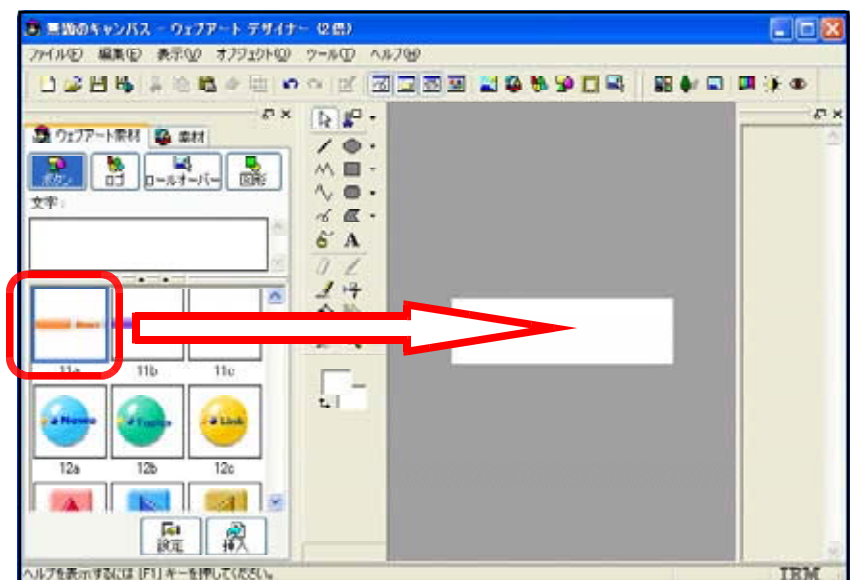 無題のキャンバス - ウェブアート デザイナー (2倍)
ファイル(F) 編集(E) 表示(V) オブジェクト(O) ツール(T) ヘルプ(H)
ウェブアート素材 素材
ボタン ロゴ ロールオーバー 図形
文字:
11a 11b 11c
12a 12b 12c
設定 挿入
ヘルプを表示するには [F1] キーを押してください。 IBM